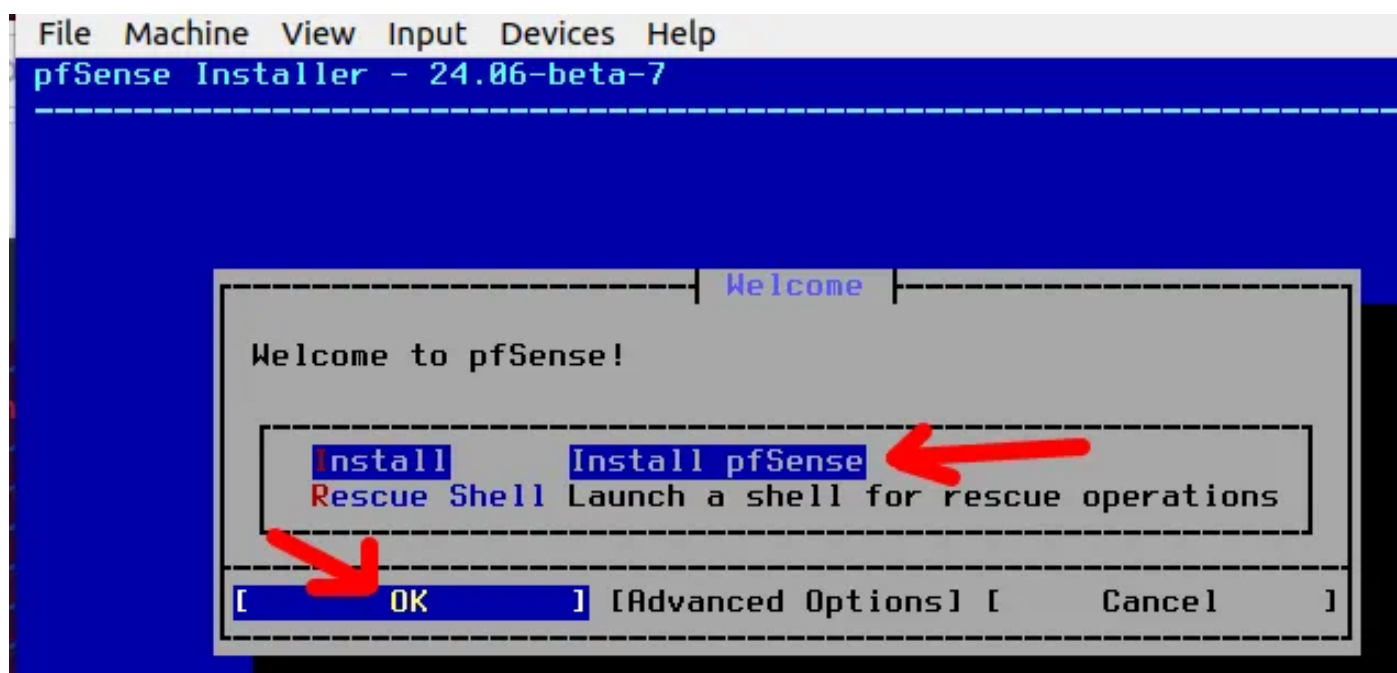 File Machine View Input Devices Help
pfSense Installer - 24.06-beta-7
Welcome
Welcome to pfSense!
Install Install pfSense
Rescue Shell Launch a shell for rescue operations
[ OK ] [Advanced Options] [ Cancel ]